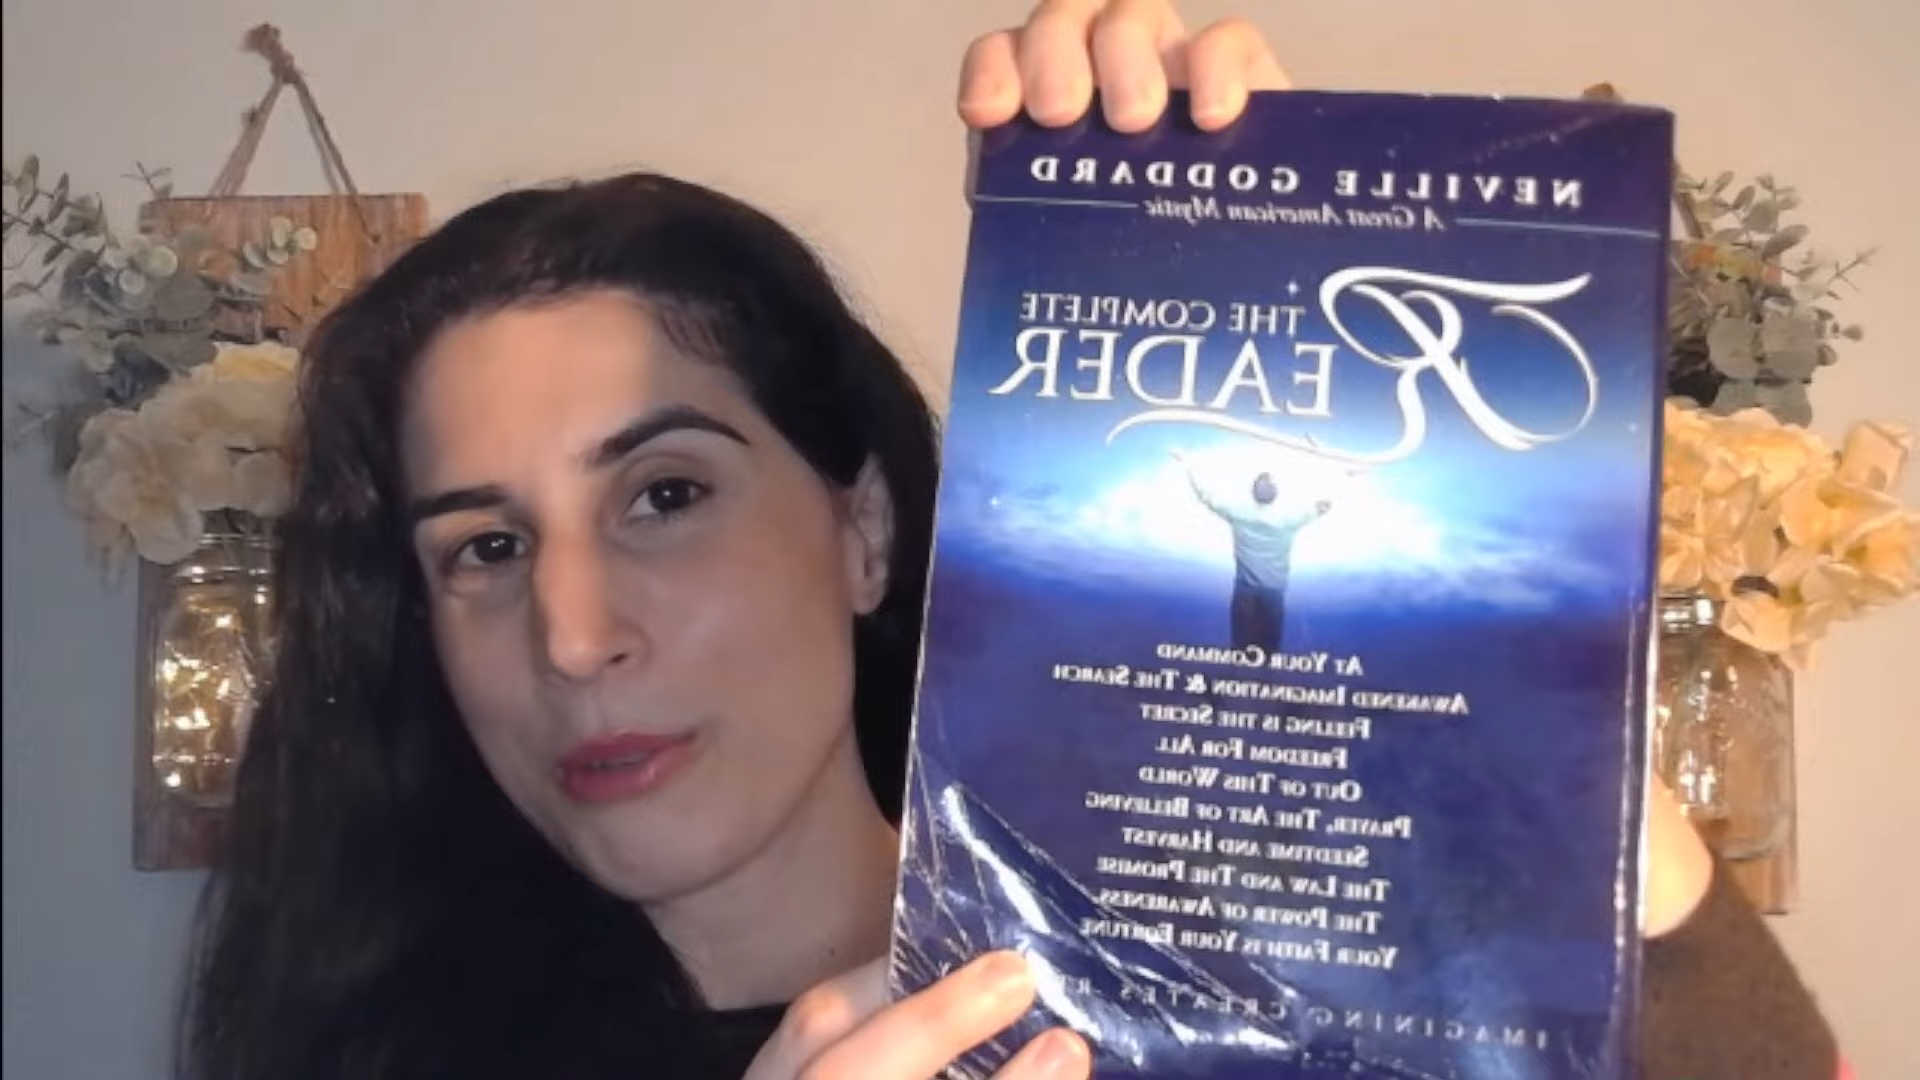 NEVILLE GODDARD
A Great American Mystic
THE COMPLETE
READER
AT YOUR COMMAND
AWAKENED IMAGINATION & THE SEARCH
FEELING IS THE SECRET
FREEDOM FOR ALL
OUT OF THIS WORLD
PRAYER, THE ART OF BELIEVING
SEEDTIME AND HARVEST
THE LAW AND THE PROMISE
THE POWER OF AWARENESS
YOUR FAITH IS YOUR FORTUNE
IMAGINING CREATES